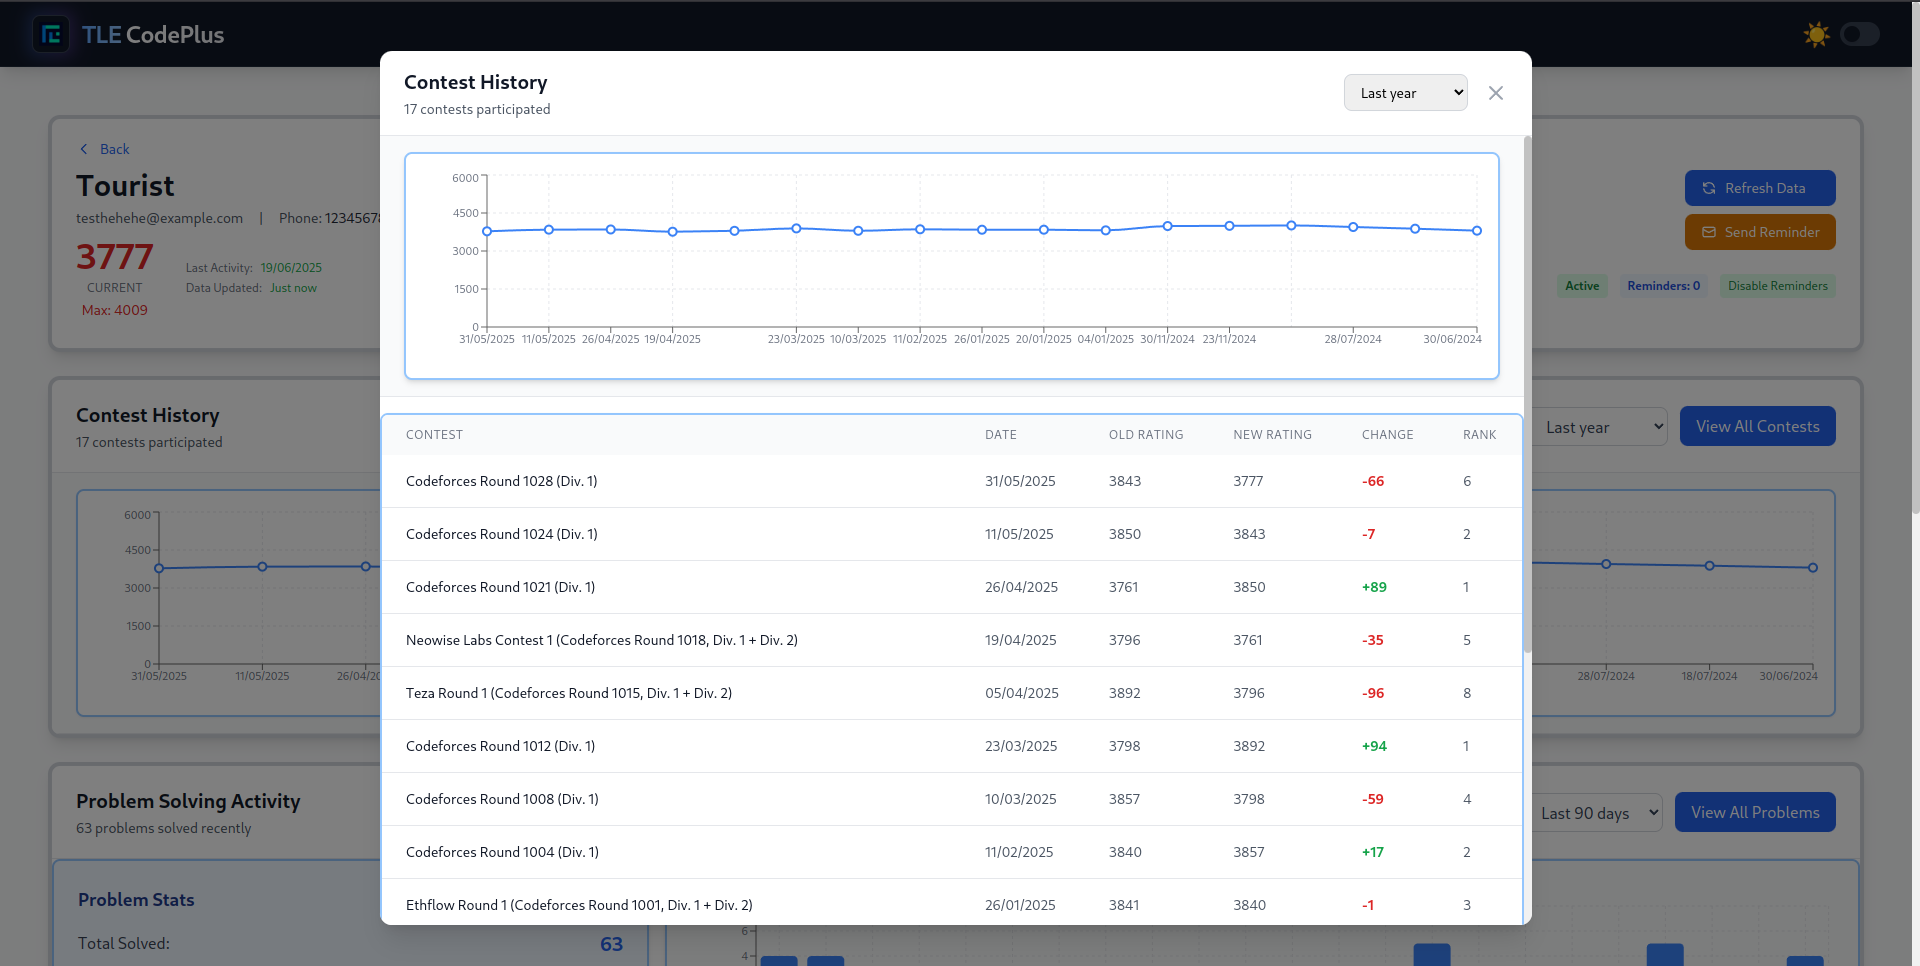 TLE CodePlus
Contest History
17 contests participated
Last year
6000
4500
3000
1500
0
31/05/2025 11/05/2025 26/04/2025 19/04/2025 23/03/2025 10/03/2025 11/02/2025 26/01/2025 20/01/2025 04/01/2025 30/11/2024 23/11/2024 28/07/2024 30/06/2024
CONTEST DATE OLD RATING NEW RATING CHANGE RANK
Codeforces Round 1028 (Div. 1) 31/05/2025 3843 3777 -66 6
Codeforces Round 1024 (Div. 1) 11/05/2025 3850 3843 -7 2
Codeforces Round 1021 (Div. 1) 26/04/2025 3761 3850 +89 1
Neowise Labs Contest 1 (Codeforces Round 1018, Div. 1 + Div. 2) 19/04/2025 3796 3761 -35 5
Teza Round 1 (Codeforces Round 1015, Div. 1 + Div. 2) 05/04/2025 3892 3796 -96 8
Codeforces Round 1012 (Div. 1) 23/03/2025 3798 3892 +94 1
Codeforces Round 1008 (Div. 1) 10/03/2025 3857 3798 -59 4
Codeforces Round 1004 (Div. 1) 11/02/2025 3840 3857 +17 2
Ethflow Round 1 (Codeforces Round 1001, Div. 1 + Div. 2) 26/01/2025 3841 3840 -1 3
Back
Tourist
testhehehe@example.com | Phone:
3777
CURRENT
Max: 4009
Last Activity: 19/06/2025
Data Updated: Just now
Refresh Data
Send Reminder
Active Reminders: 0 Disable Reminders
Contest History
17 contests participated
Last year View All Contests
6000
4500
3000
1500
0
31/05/2025 11/05/2025 28/07/2024 18/07/2024 30/06/2024
Problem Solving Activity
63 problems solved recently
Last 90 days View All Problems
Problem Stats
Total Solved: 63
6
4